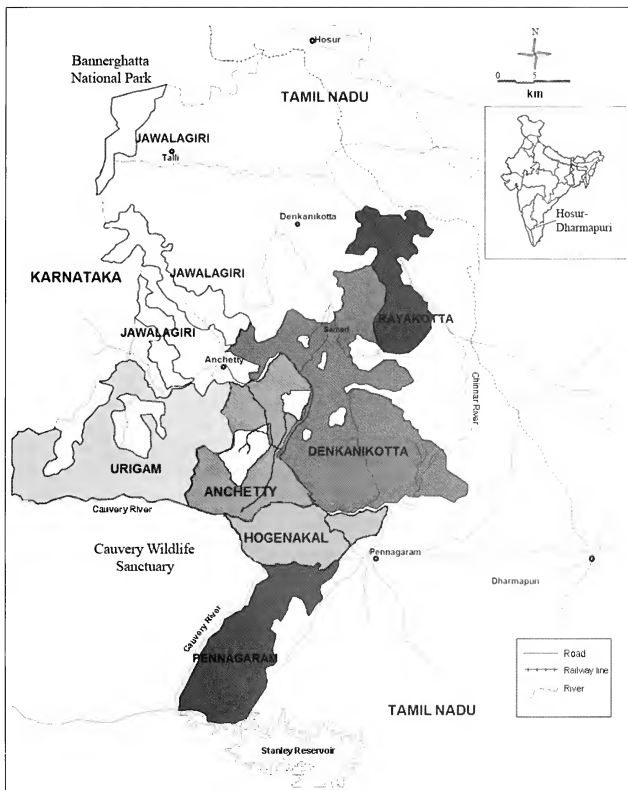 Hosur
Bannerghatta
National Park
N
0 5
km
TAMIL NADU
JAWALAGIRI
Talli
Hosur-
Dharmapuri
Denkanikotta
KARNATAKA
JAWALAGIRI
JAWALAGIRI
RAYAKOTTA
Anchetty
Chinnar River
URIGAM
DENKANIKOTTA
ANCHETTY
Cauvery River
HOGENAKAL
Cauvery Wildlife
Sanctuary
Pennagaram
Dharmapuri
Cauvery River
PENNAGARAM
Road
Railway line
River
TAMIL NADU
Stanley Reservoir